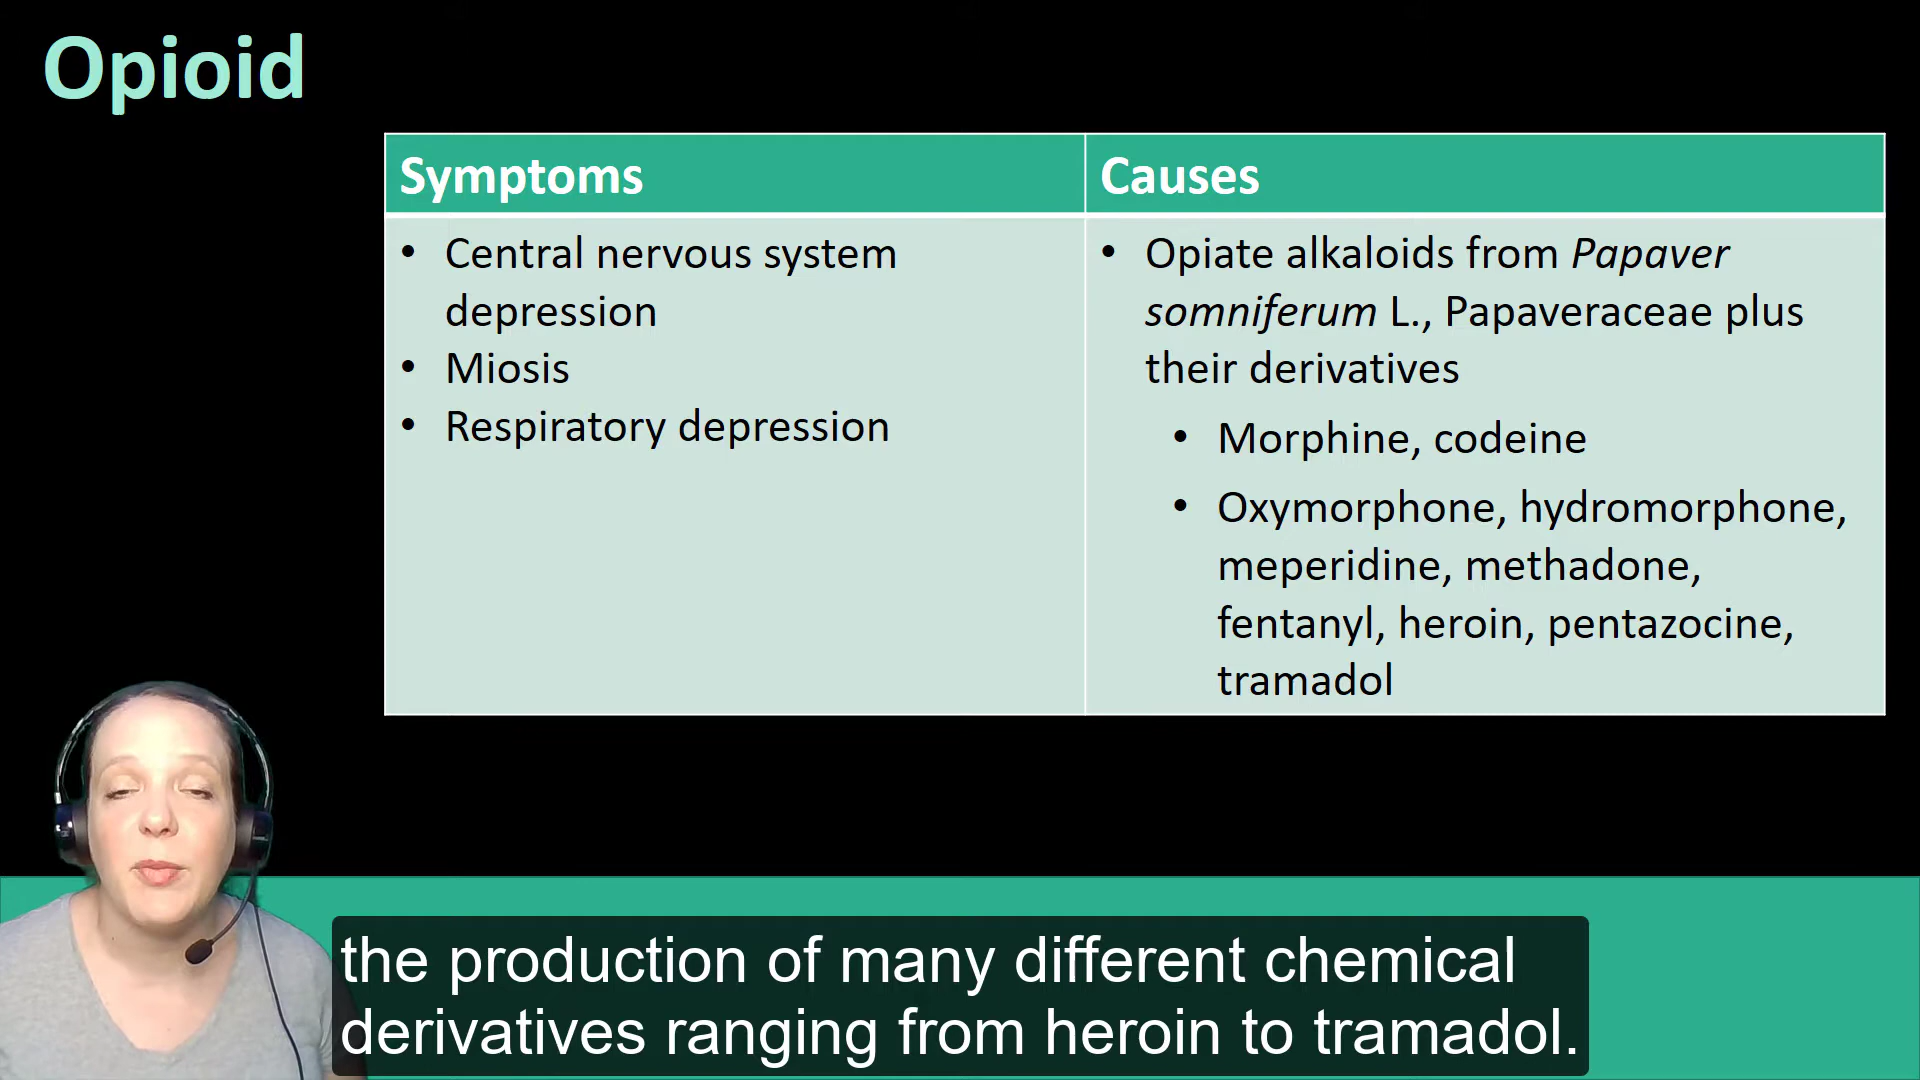 Opioid
Symptoms
• Central nervous system
depression
• Miosis
• Respiratory depression
Causes
• Opiate alkaloids from Papaver
somniferum L., Papaveraceae plus
their derivatives
• Morphine, codeine
• Oxymorphone, hydromorphone,
meperidine, methadone,
fentanyl, heroin, pentazocine,
tramadol
the production of many different chemical
derivatives ranging from heroin to tramadol.